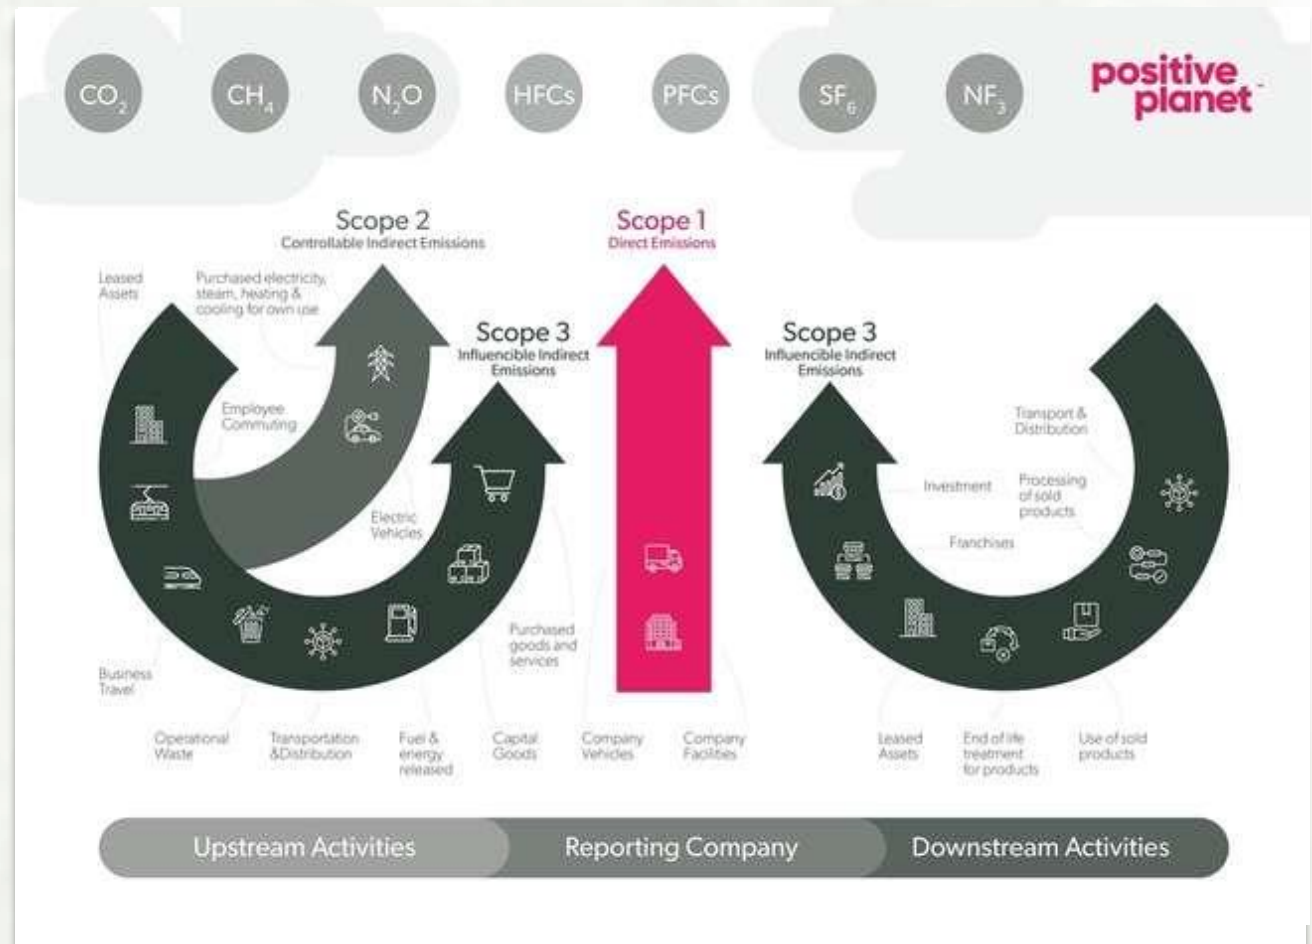 CO₂
CH₄
N₂O
HFCs
PFCs
SF₆
NF₃
positive
planet™
Scope 2
Controllable Indirect Emissions
Scope 1
Direct Emissions
Leased
Assets
Purchased electricity,
steam, heating &
cooling for own use
Scope 3
Influencible Indirect
Emissions
Scope 3
Influencible Indirect
Emissions
Employee
Commuting
Transport &
Distribution
Investment
Processing
of sold
products
Electric
Vehicles
Franchises
Purchased
goods and
services
Business
Travel
Operational
Waste
Transportation
&Distribution
Fuel &
energy
released
Capital
Goods
Company
Vehicles
Company
Facilities
Leased
Assets
End of life
treatment
for products
Use of sold
products
Upstream Activities
Reporting Company
Downstream Activities